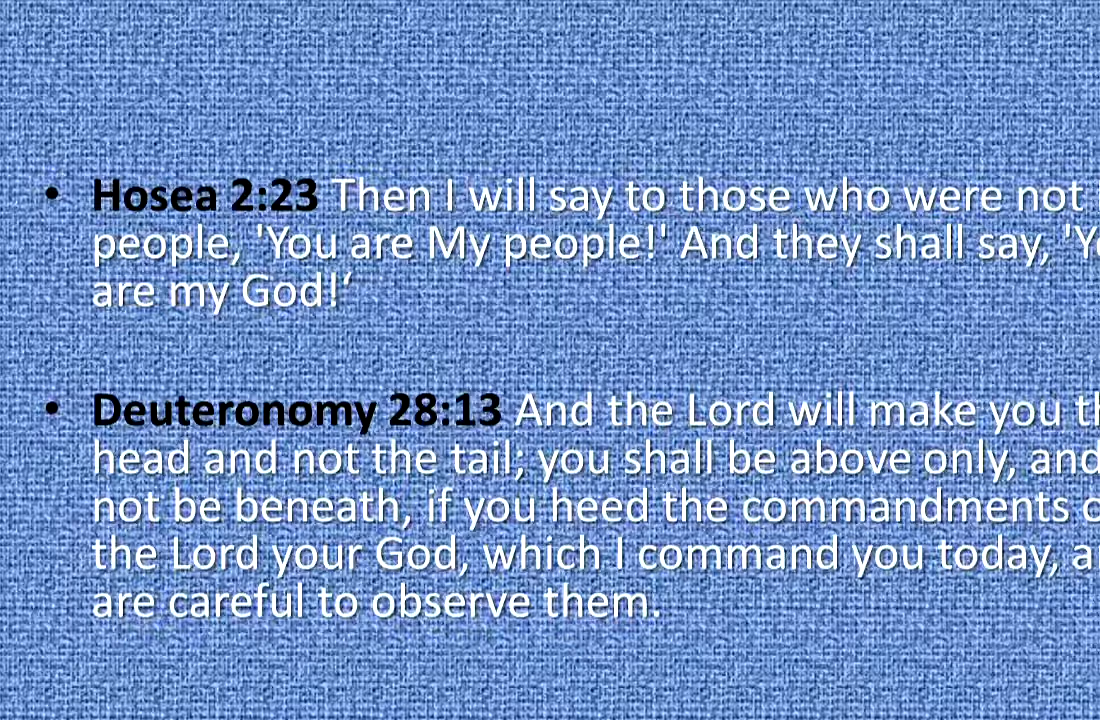 • Hosea 2:23 Then I will say to those who were not
people, 'You are My people!' And they shall say, 'Yo
are my God!‘
• Deuteronomy 28:13 And the Lord will make you th
head and not the tail; you shall be above only, and
not be beneath, if you heed the commandments o
the Lord your God, which I command you today, a
are careful to observe them.